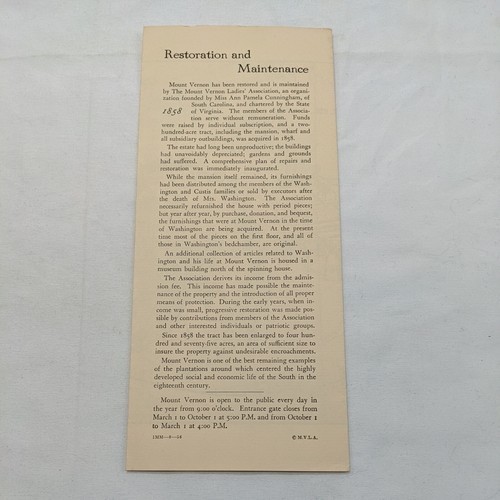 Restoration and
Maintenance
Mount Vernon has been restored and is maintained
by The Mount Vernon Ladies' Association, an organi-
zation founded by Miss Ann Pamela Cunningham, of
South Carolina, and chartered by the State
1858 of Virginia. The members of the Associa-
tion serve without remuneration. Funds
were raised by individual subscription, and a two-
hundred-acre tract, including the mansion, wharf and
all subsidiary outbuildings, was acquired in 1858.
The estate had long been unproductive; the buildings
had unavoidably depreciated; gardens and grounds
had suffered. A comprehensive plan of repairs and
restoration was immediately inaugurated.
While the mansion itself remained, its furnishings
had been distributed among the members of the Wash-
ington and Custis families or sold by executors after
the death of Mrs. Washington. The Association
necessarily refurnished the house with period pieces;
but year after year, by purchase, donation, and bequest,
the furnishings that were at Mount Vernon in the time
of Washington are being acquired. At the present
time most of the pieces on the first floor, and all of
those in Washington's bedchamber, are original.
An additional collection of articles related to Wash-
ington and his life at Mount Vernon is housed in a
museum building north of the spinning house.
The Association derives its income from the admis-
sion fee. This income has made possible the mainte-
nance of the property and the introduction of all proper
means of protection. During the early years, when in-
come was small, progressive restoration was made pos-
sible by contributions from members of the Association
and other interested individuals or patriotic groups.
Since 1858 the tract has been enlarged to four hun-
dred and seventy-five acres, an area of sufficient size to
insure the property against undesirable encroachments.
Mount Vernon is one of the best remaining examples
of the plantations around which centered the highly
developed social and economic life of the South in the
eighteenth century.
Mount Vernon is open to the public every day in
the year from 9:00 o'clock. Entrance gate closes from
March 1 to October 1 at 5:00 P.M. and from October 1
to March 1 at 4:00 P.M.
© M.V.L.A.